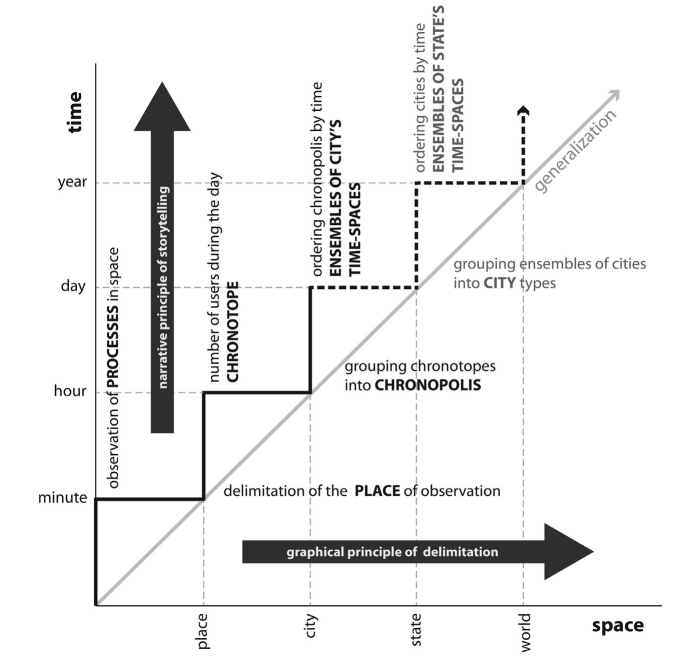 time
year
day
hour
minute
observation of PROCESSES in space
narrative principle of storytelling
number of users during the day
CHRONOTOPE
ordering chronopolis by time
ENSEMBLES OF CITY'S
TIME-SPACES
ordering cities by time
ENSEMBLES OF STATE'S
TIME-SPACES
generalization
grouping ensembles of cities
into CITY types
grouping chronotopes
into CHRONOPOLIS
delimitation of the PLACE of observation
graphical principle of delimitation
place
city
state
world
space